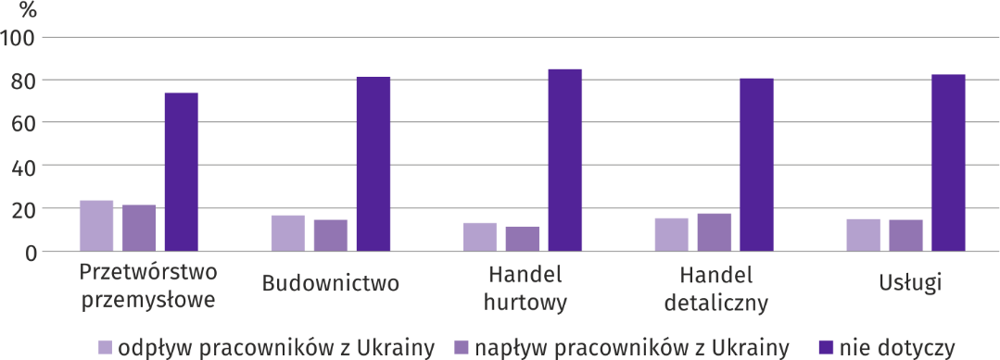 %
100
80
60
40
20
0
Przetwórstwo
przemysłowe
Budownictwo
Handel
hurtowy
Handel
detaliczny
Usługi
odpływ pracowników z Ukrainy
napływ pracowników z Ukrainy
nie dotyczy